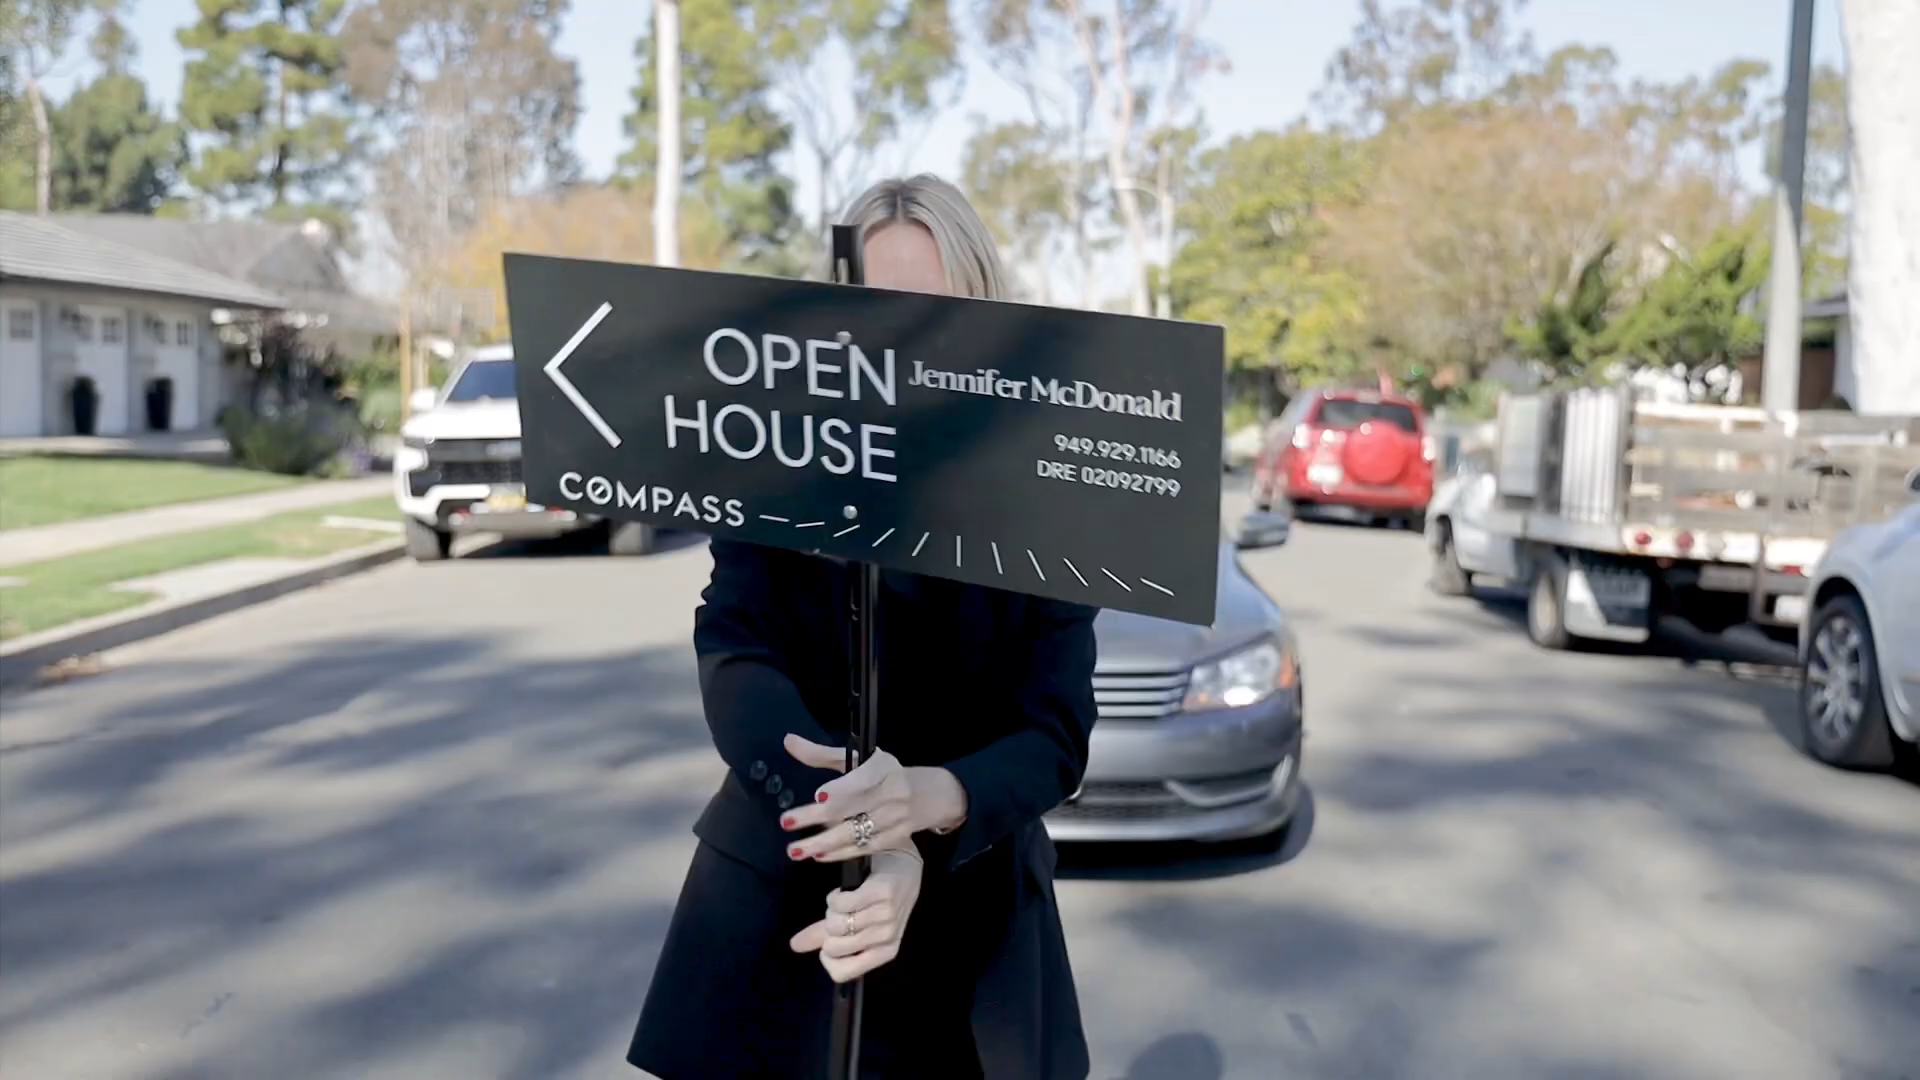 OPEN
HOUSE
COMPASS
Jennifer McDonald
949.929.1166
DRE 02092799